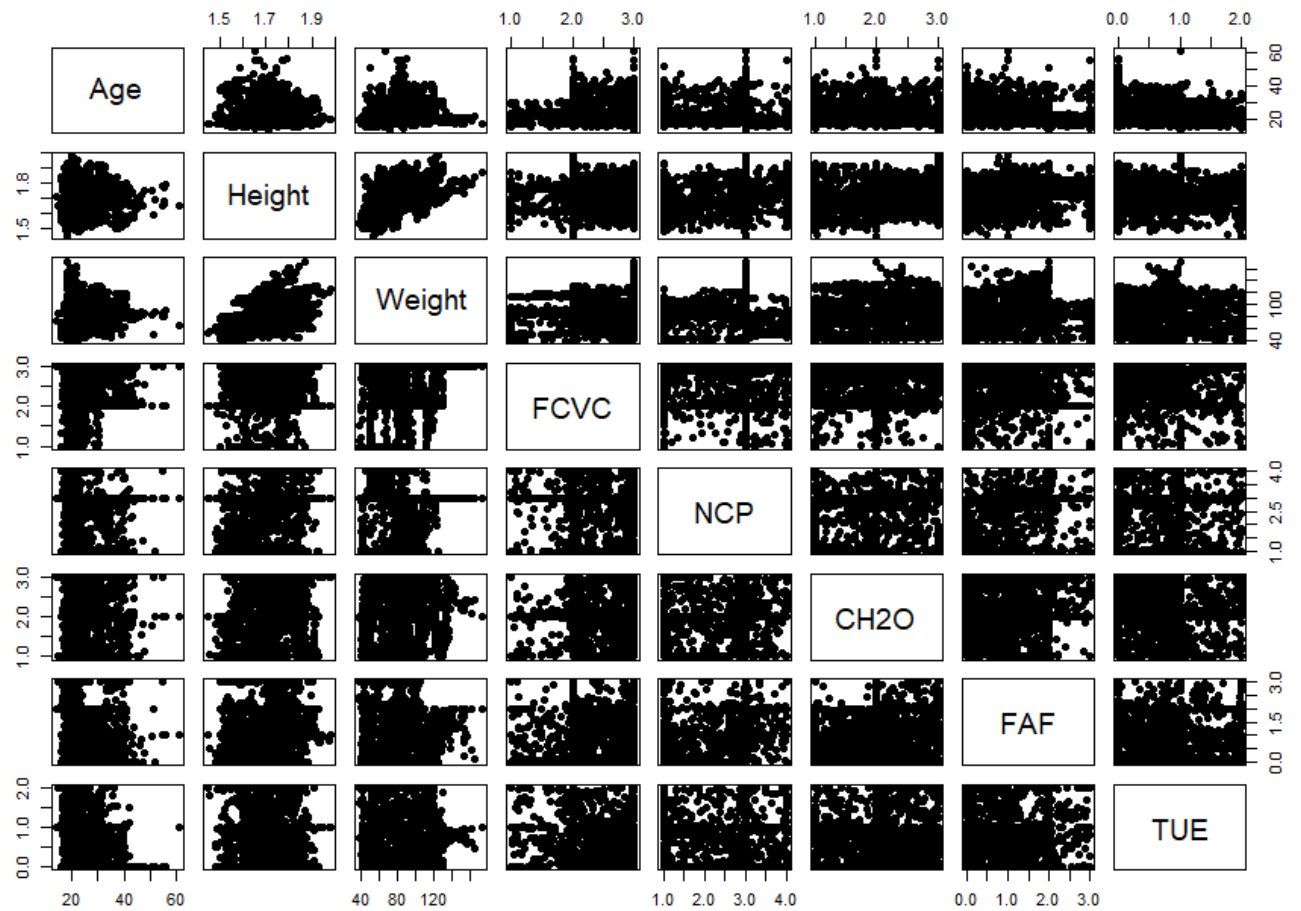 1.5 1.7 1.9 1.0 2.0 3.0 1.0 2.0 3.0 0.0 1.0 2.0
Age 20 40 60
1.5 1.8 Height
Weight 40 100
1.0 2.0 3.0 FCVC
NCP 1.0 2.5 4.0
1.0 2.0 3.0 CH2O
FAF 0.0 1.5 3.0
0.0 1.0 2.0 TUE
20 40 60 40 80 120 1.0 2.0 3.0 4.0 0.0 1.0 2.0 3.0